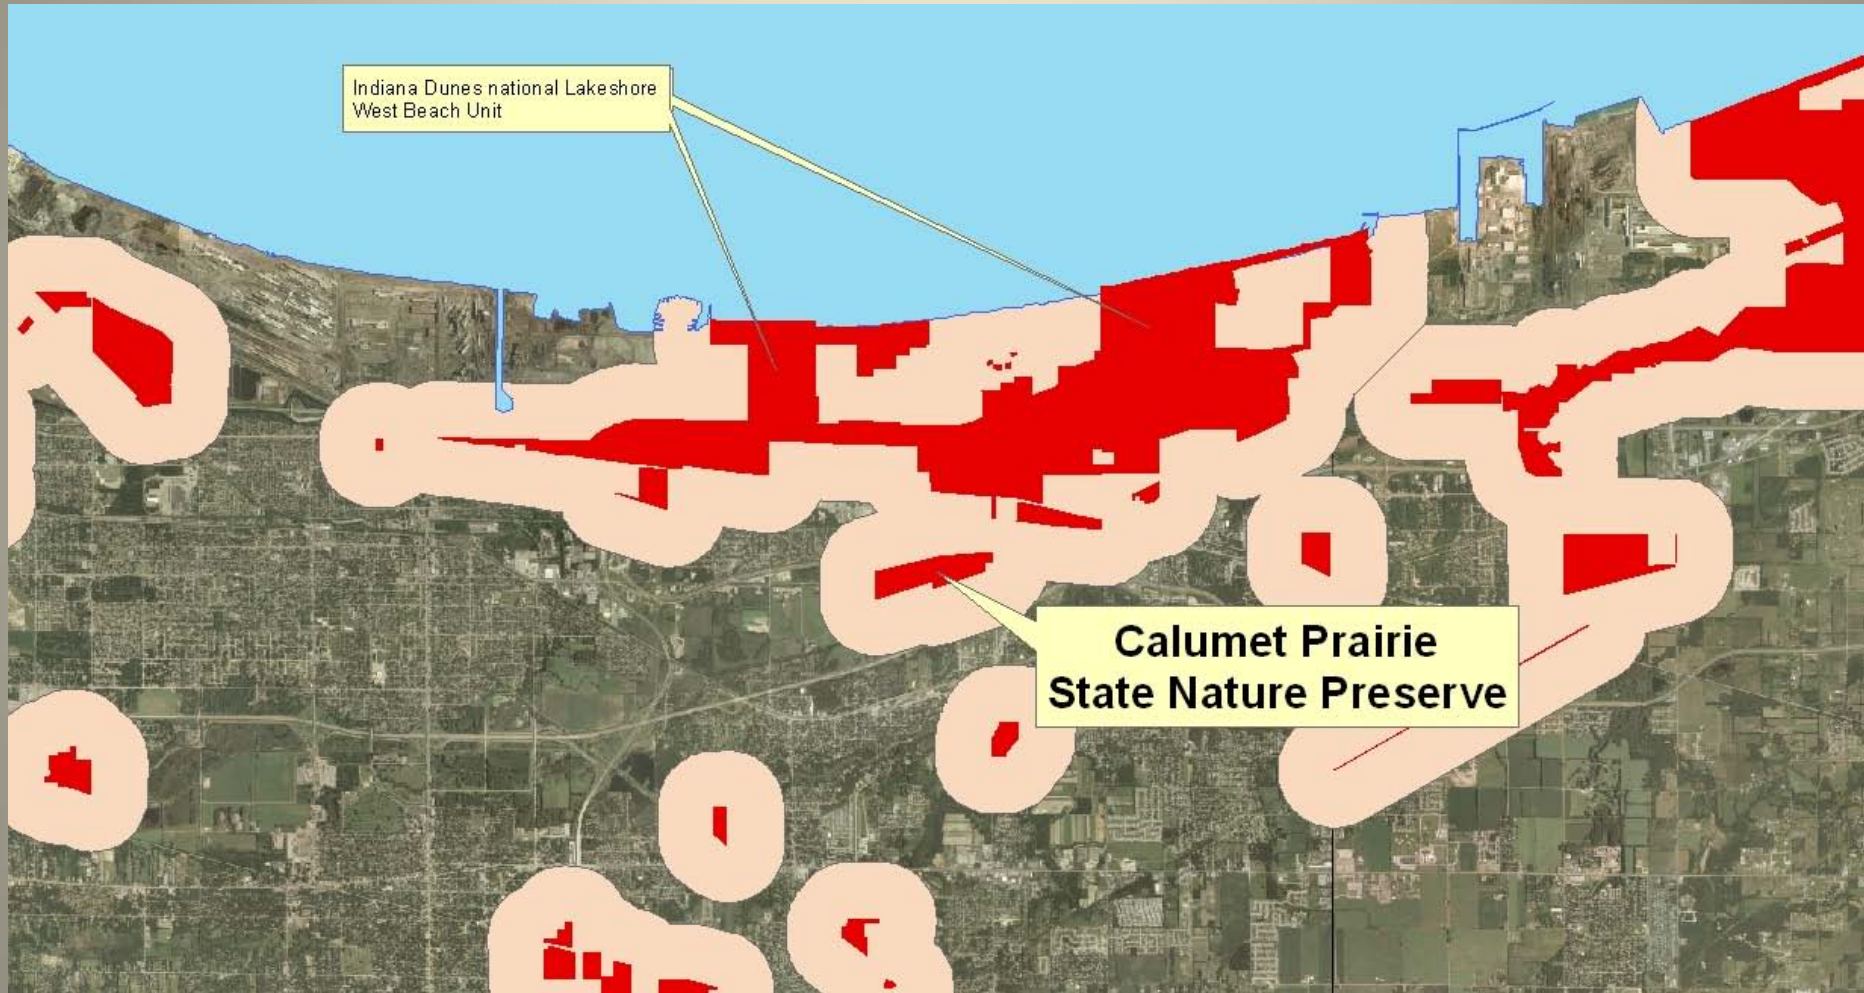 Indiana Dunes national Lakeshore
West Beach Unit
Calumet Prairie
State Nature Preserve